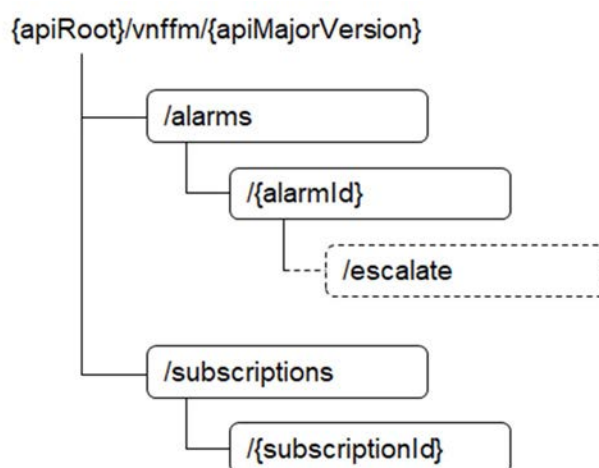 {apiRoot}/vnffm/{apiMajorVersion}
/alarms
/{alarmId}
/escalate
/subscriptions
/{subscriptionId}